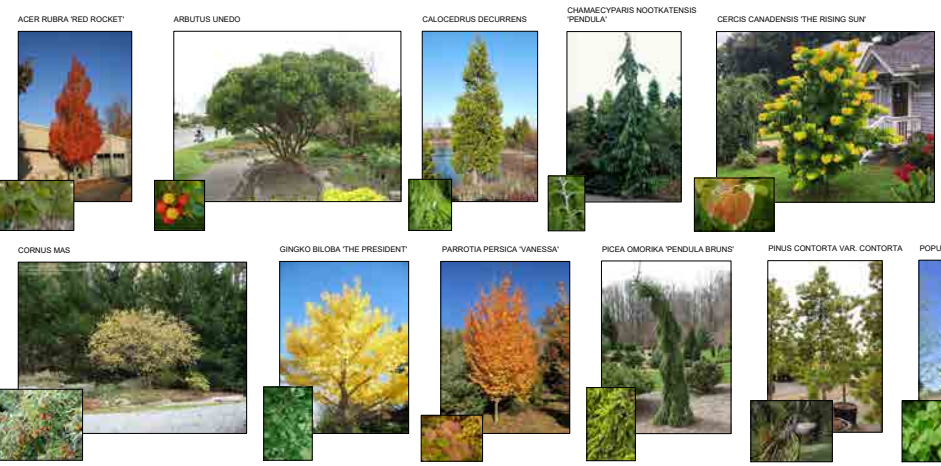 ACER RUBRA 'RED ROCKET'
ARBUTUS UNEDO
CALOCEDRUS DECURRENS
CHAMAECYPARIS NOOTKATENSIS
'PENDULA'
CERCIS CANADENSIS 'THE RISING SUN'
CORNUS MAS
GINGKO BILOBA 'THE PRESIDENT'
PARROTIA PERSICA 'VANESSA'
PICEA OMORIKA 'PENDULA BRUNS'
PINUS CONTORTA VAR. CONTORTA
POPU